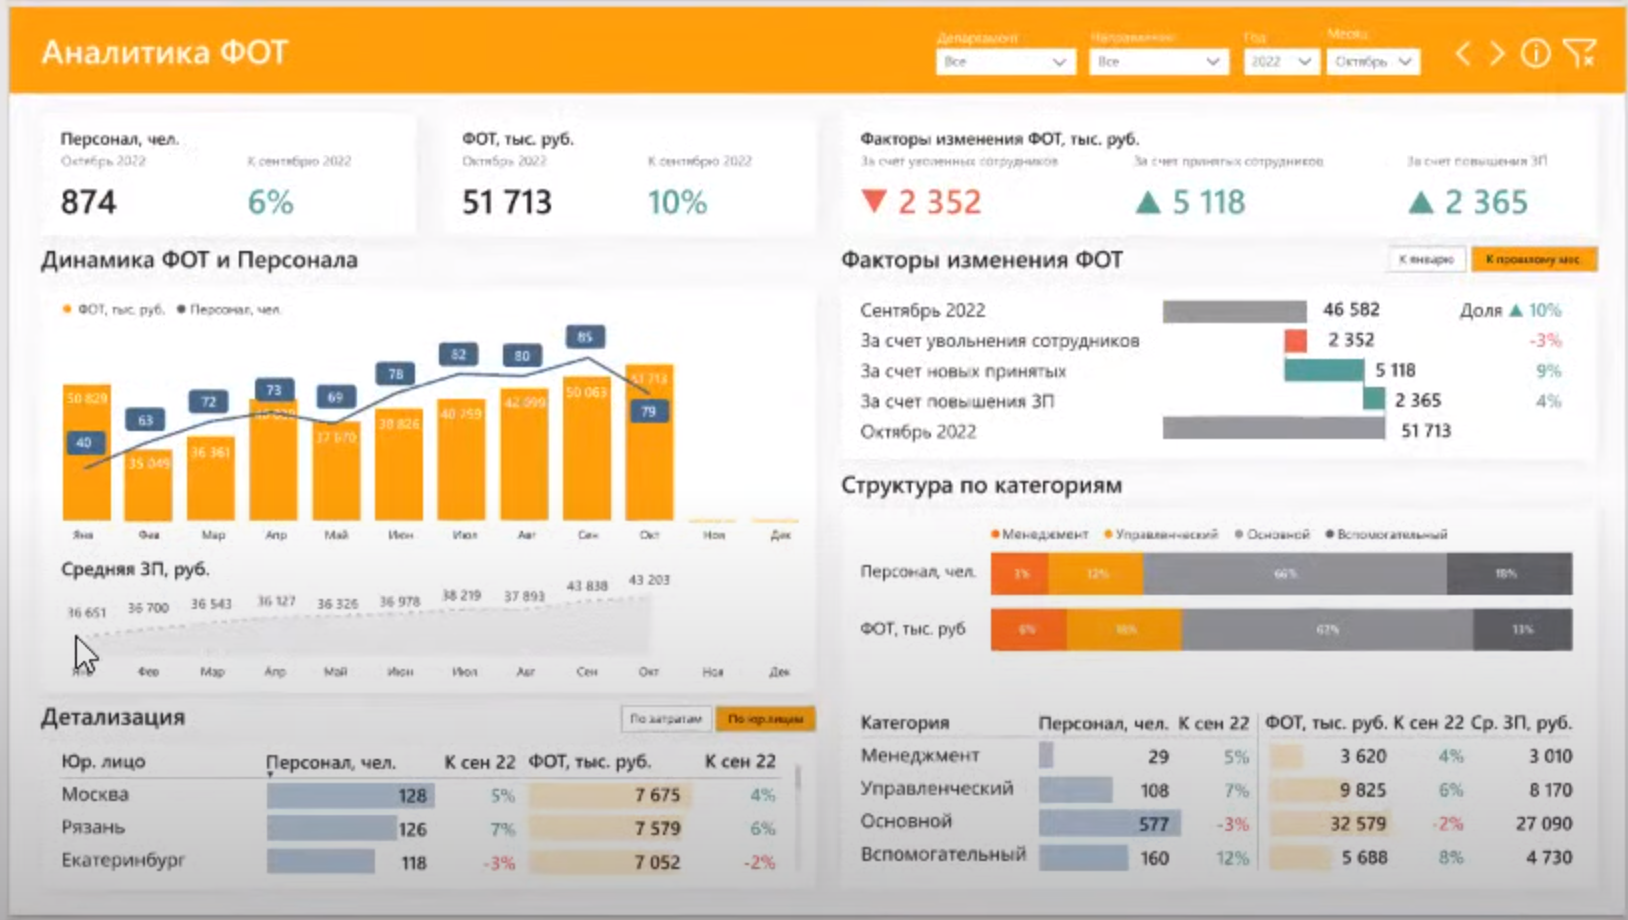 Аналитика ФОТ
Департамент
Направление
Год
Месяц
Все
Все
2022
Октябрь
Персонал, чел.
Октябрь 2022
К сентябрю 2022
874
6%
ФОТ, тыс. руб.
Октябрь 2022
К сентябрю 2022
51 713
10%
Факторы изменения ФОТ, тыс. руб.
За счет уволенных сотрудников
За счет принятых сотрудников
За счет повышения ЗП
▼ 2 352
▲ 5 118
▲ 2 365
Динамика ФОТ и Персонала
ФОТ, тыс. руб.
Персонал, чел.
40
63
72
73
69
78
82
80
85
79
50 829
35 049
36 361
37 570
38 826
40 759
42 099
50 063
51 713
Янв
Фев
Мар
Апр
Май
Июн
Июл
Авг
Сен
Окт
Ноя
Дек
Средняя ЗП, руб.
36 651
36 700
36 543
36 127
36 326
36 978
38 219
37 893
43 838
43 203
Фев
Мар
Апр
Май
Июн
Июл
Авг
Сен
Окт
Ноя
Дек
Детализация
По затратам
По юр.лицам
Юр. лицо
Персонал, чел.
К сен 22
ФОТ, тыс. руб.
К сен 22
Москва
128
5%
7 675
4%
Рязань
126
7%
7 579
6%
Екатеринбург
118
-3%
7 052
-2%
Факторы изменения ФОТ
К январю
К прошлому мес.
Сентябрь 2022
46 582
Доля ▲ 10%
За счет увольнения сотрудников
2 352
-3%
За счет новых принятых
5 118
9%
За счет повышения ЗП
2 365
4%
Октябрь 2022
51 713
Структура по категориям
Менеджмент
Управленческий
Основной
Вспомогательный
Персонал, чел.
3%
12%
66%
18%
ФОТ, тыс. руб
6%
62%
13%
Категория
Персонал, чел.
К сен 22
ФОТ, тыс. руб.
К сен 22
Ср. ЗП, руб.
Менеджмент
29
5%
3 620
4%
3 010
Управленческий
108
7%
9 825
6%
8 170
Основной
577
-3%
32 579
-2%
27 090
Вспомогательный
160
12%
5 688
8%
4 730